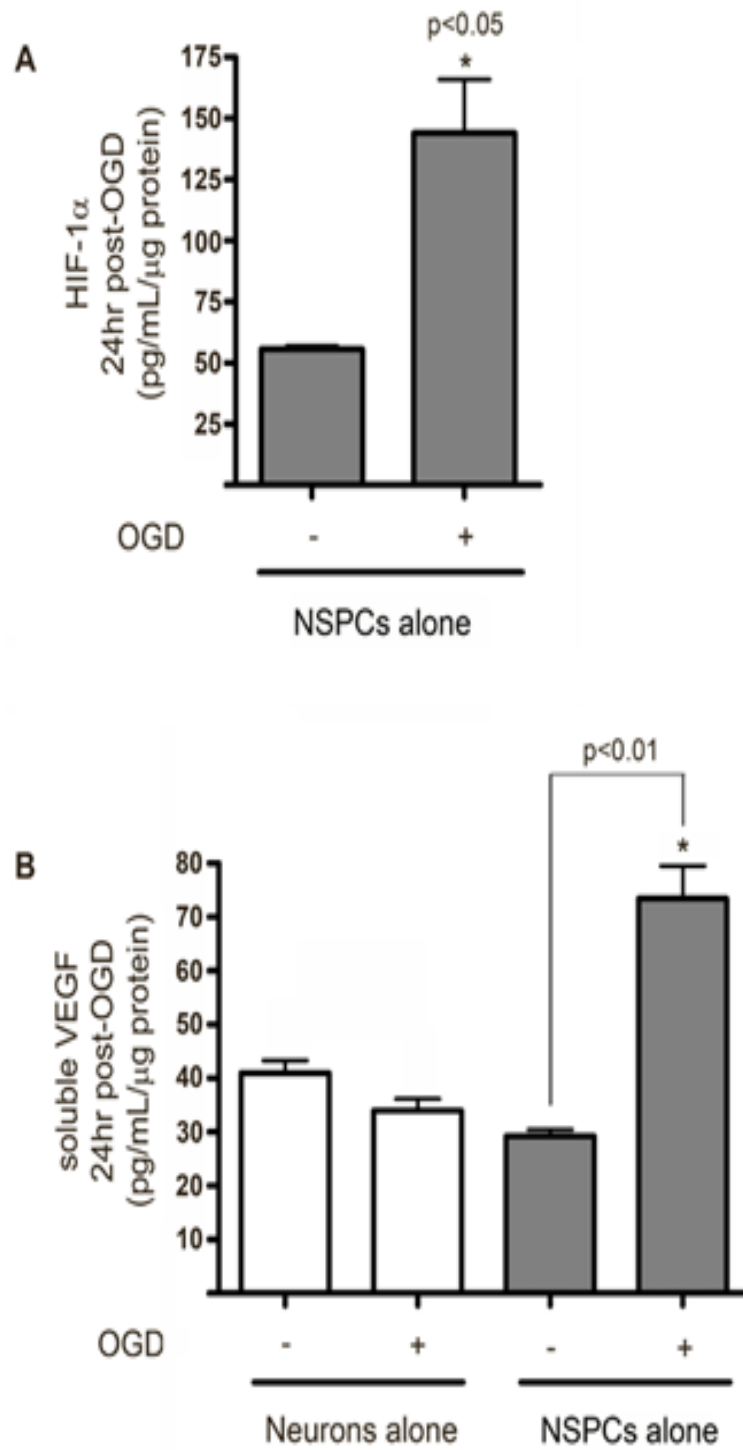 A
p<0.05
*
HIF-1α
24hr post-OGD
(pg/mL/μg protein)
175
150
125
100
75
50
25
OGD - +
NSPCs alone
p<0.01
B
*
soluble VEGF
24hr post-OGD
(pg/mL/μg protein)
80
70
60
50
40
30
20
10
OGD - + - +
Neurons alone NSPCs alone